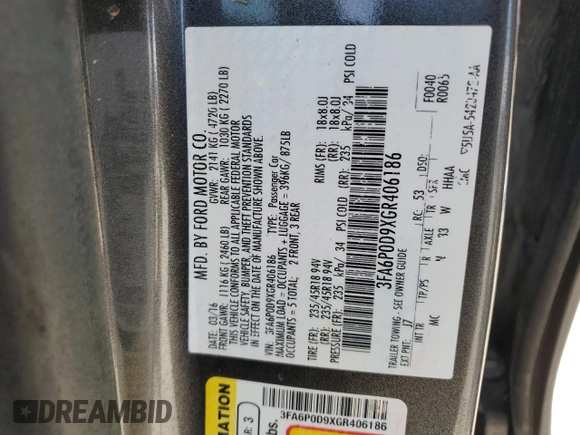 MFD. BY FORD MOTOR CO.
DATE: 03/16 GVWR: 2141 KG ( 4720 LB)
FRONT GAWR: 1116 KG ( 2460 LB) REAR GAWR: 1030 KG ( 2270 LB)
THIS VEHICLE CONFORMS TO ALL APPLICABLE FEDERAL MOTOR
VEHICLE SAFETY, BUMPER, AND THEFT PREVENTION STANDARDS
IN EFFECT ON THE DATE OF MANUFACTURE SHOWN ABOVE.
VIN: 3FA6P0D9XGR406186 TYPE: Passenger Car
MAXIMUM LOAD = OCCUPANTS + LUGGAGE = 396KG/ 875LB
OCCUPANTS = 5 TOTAL: 2 FRONT, 3 REAR
TIRE (FR): 235/45R18 94V RIMS (FR): 18x8.0J
(RR): 235/45R18 94V (RR): 18x8.0J
PRESSURE (FR): 235 kPa/ 34 PSI COLD (RR): 235 kPa/ 34 PSI COLD
3FA6P0D9XGR406186
TRAILER TOWING - SEE OWNER GUIDE
F0040
R0065
EXT PNT: RC: 53 DSO:
INT TR TP/PS AXLE TR
MC 33 W HHAA
3FA6P0D9XGR406186
DREAMBID